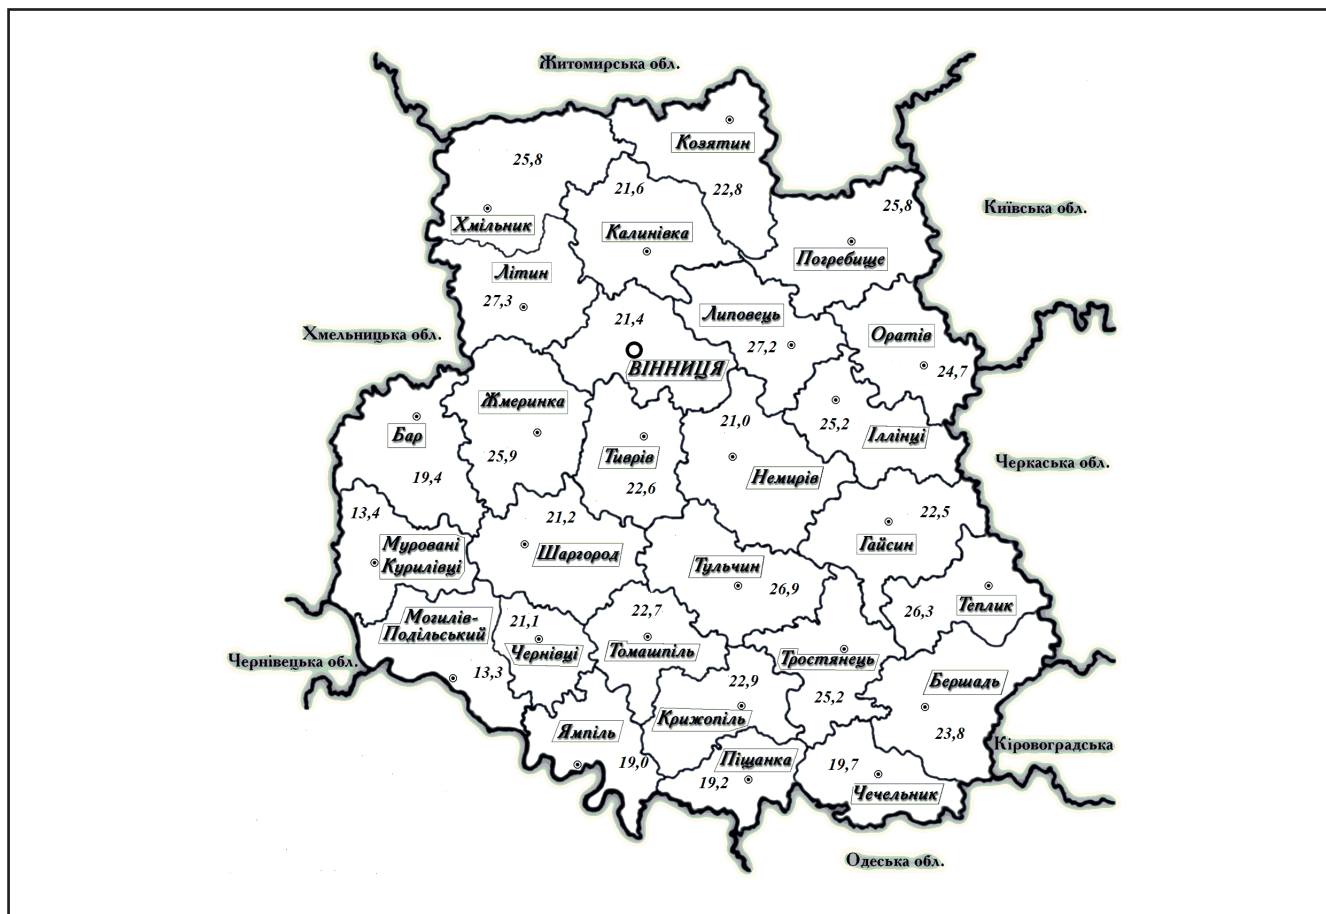 Житомирська обл.
Козятин
25,8
21,6
22,8
25,8
Київська обл.
Хмільник
Калинівка
Погребище
Літин
27,3
Липовець
21,4
Хмельницька обл.
Оратів
27,2
ВІННИЦЯ
24,7
Жмеринка
Бар
21,0
25,2
Іллінці
25,9
Тиврів
Черкаська обл.
19,4
Немирів
22,6
13,4
21,2
22,5
Муровані
Курилівці
Шаргород
Гайсин
Тульчин
26,9
26,3
Теплик
Могилів-
Подільський
21,1
22,7
Чернівці
Томашпіль
Тростянець
Чернівецька обл.
13,3
22,9
Бершадь
25,2
Крижопіль
Ямпіль
23,8
Кіровоградська
19,0
Піщанка
19,7
19,2
Чечельник
Одеська обл.